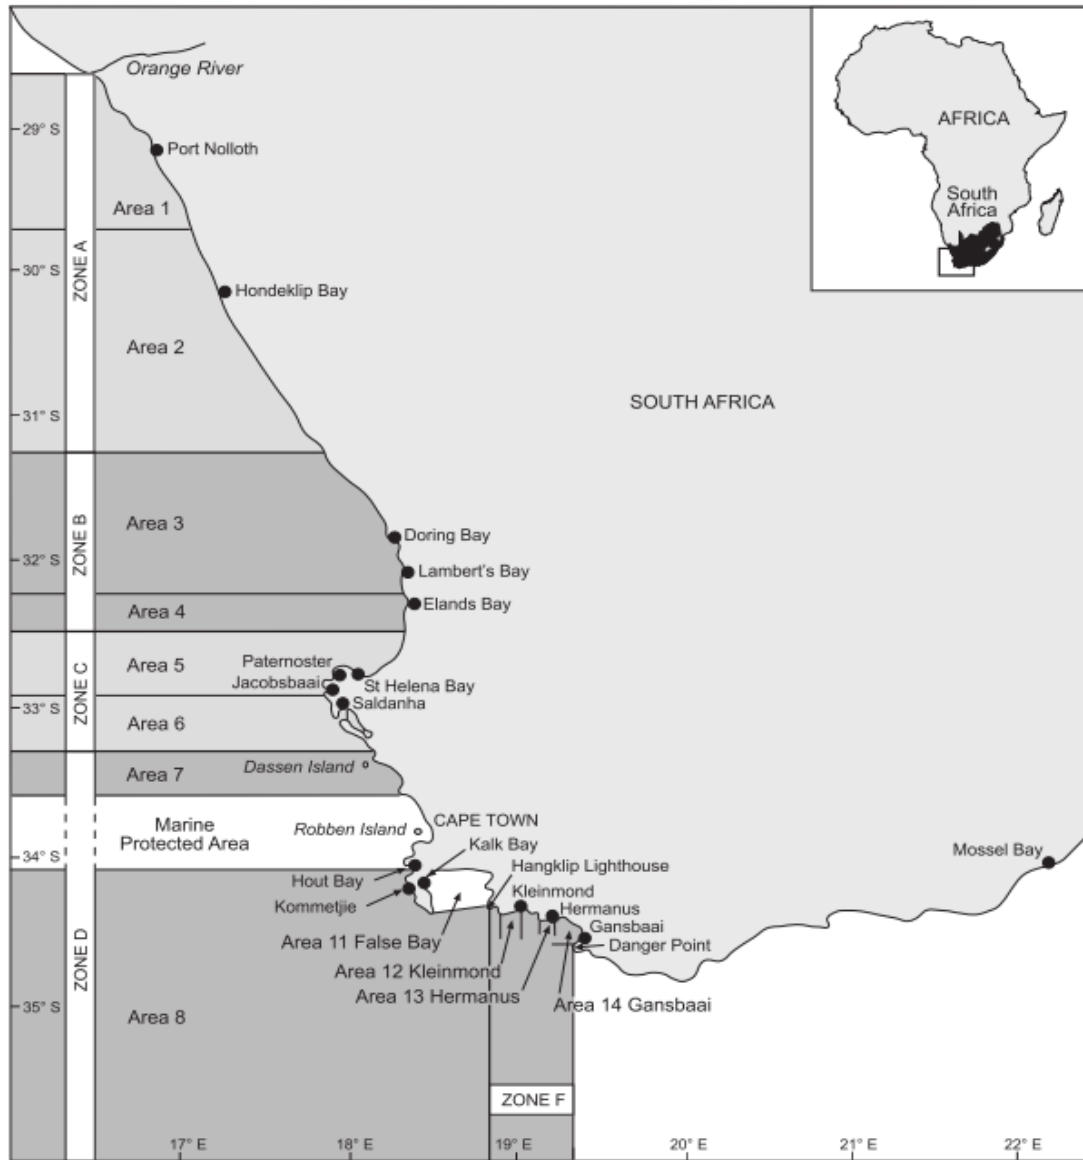 Orange River
AFRICA
South
Africa
29° S
Port Nolloth
Area 1
ZONE A
30° S
Hondeklip Bay
Area 2
SOUTH AFRICA
31° S
Area 3
ZONE B
Doring Bay
32° S
Lambert's Bay
Area 4
Elands Bay
ZONE C
Area 5
Paternoster
Jacobsbaai
St Helena Bay
Saldanha
33° S
Area 6
Area 7
Dassen Island
Marine
Protected Area
Robben Island
CAPE TOWN
Kalk Bay
34° S
Hout Bay
Hangklip Lighthouse
Mossel Bay
Kommetjie
Kleinmond
Hermanus
Gansbaai
Danger Point
ZONE D
Area 11 False Bay
Area 12 Kleinmond
Area 13 Hermanus
Area 14 Gansbaai
35° S
Area 8
ZONE F
17° E
18° E
19° E
20° E
21° E
22° E